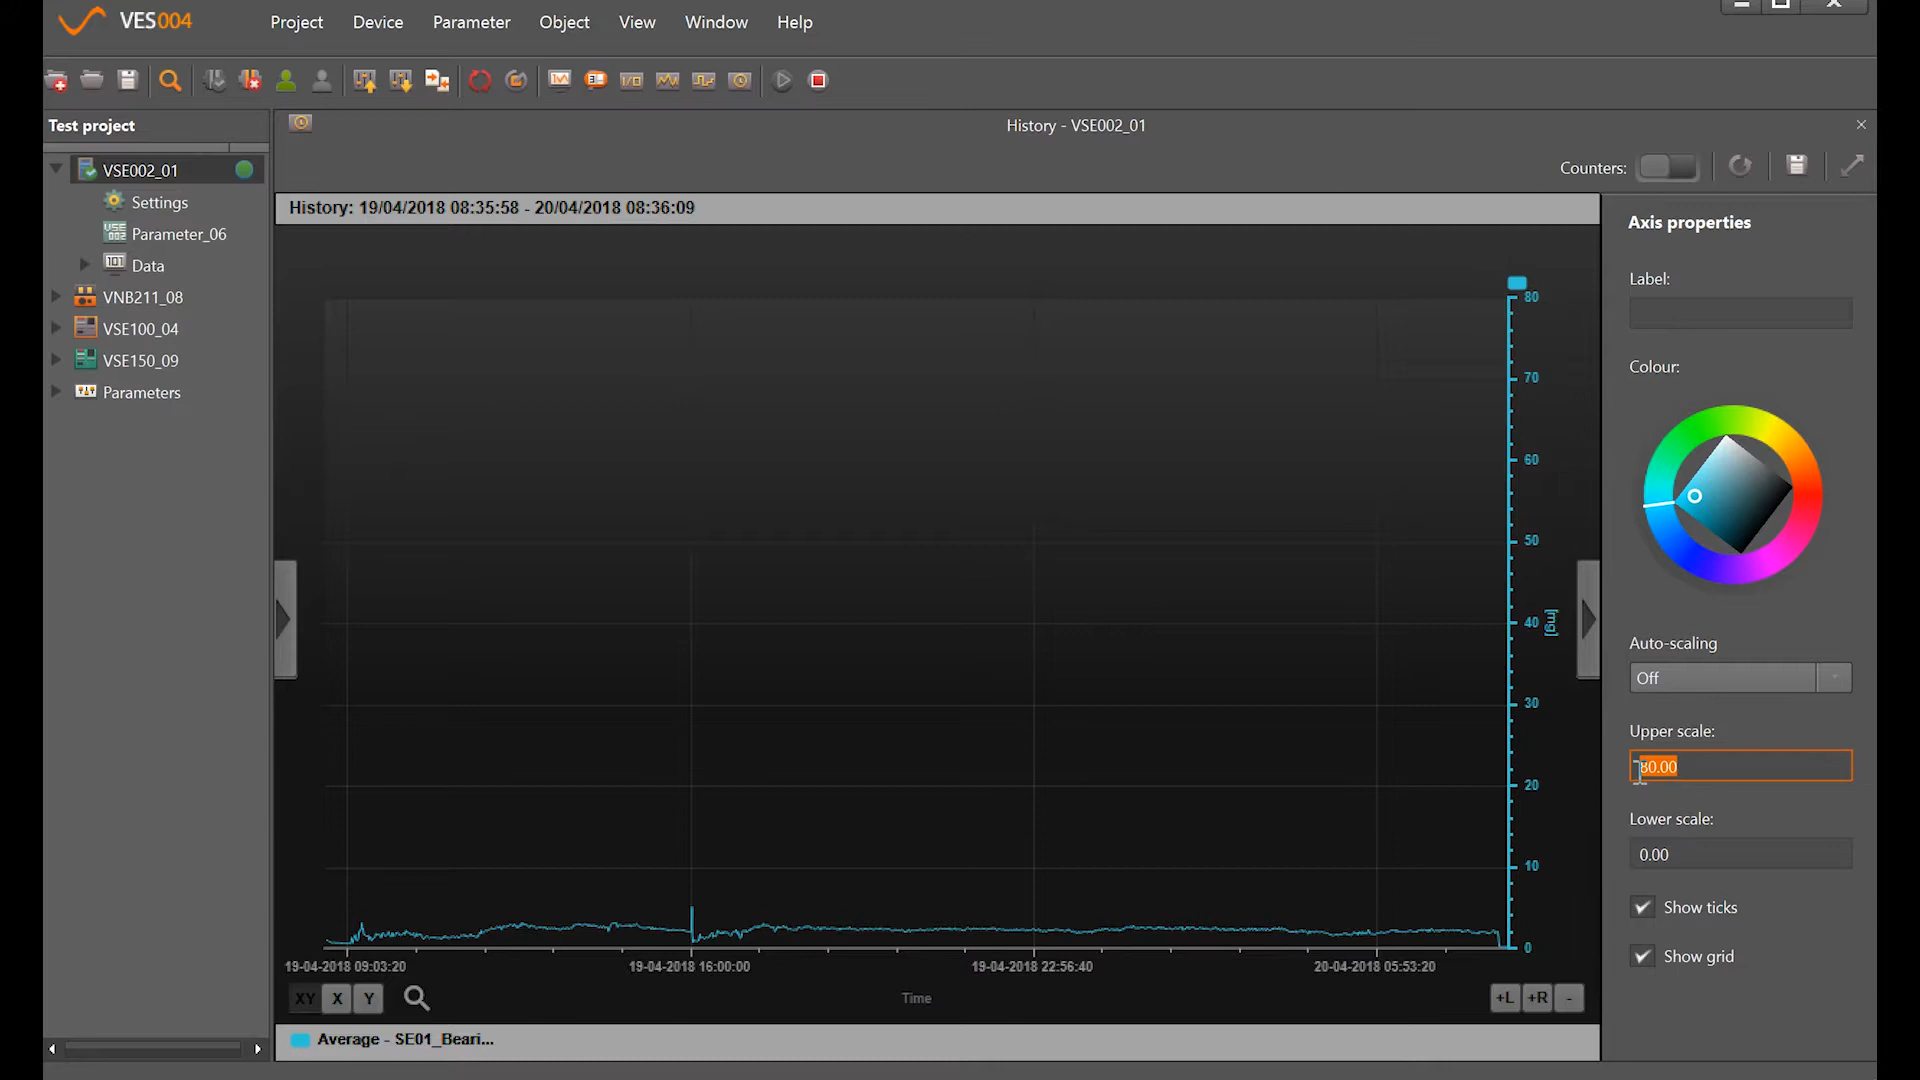 VES004
Project Device Parameter Object View Window Help
Test project
History - VSE002_01
Counters:
VSE002_01
Settings
Parameter_06
Data
VNB211_08
VSE100_04
VSE150_09
Parameters
History: 19/04/2018 08:35:58 - 20/04/2018 08:36:09
80
70
60
50
40
30
20
10
0
[mg]
19-04-2018 09:03:20 19-04-2018 16:00:00 19-04-2018 22:56:40 20-04-2018 05:53:20
XY X Y
Time
+L +R -
Average - SE01_Beari...
Axis properties
Label:
Colour:
Auto-scaling
Off
Upper scale:
80.00
Lower scale:
0.00
Show ticks
Show grid